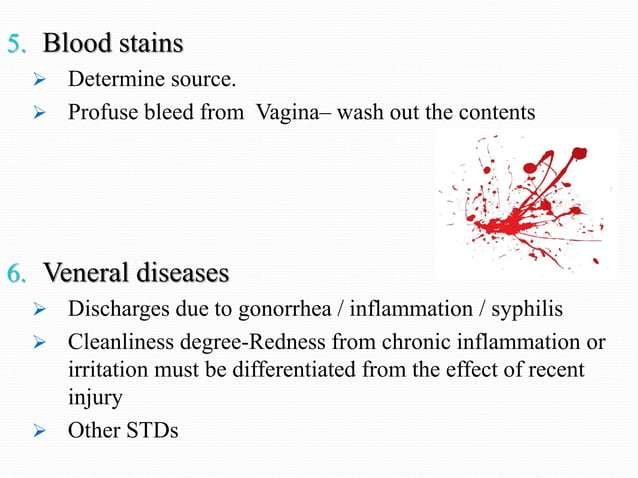 5. Blood stains
➢ Determine source.
➢ Profuse bleed from Vagina– wash out the contents
6. Veneral diseases
➢ Discharges due to gonorrhea / inflammation / syphilis
➢ Cleanliness degree-Redness from chronic inflammation or
irritation must be differentiated from the effect of recent
injury
➢ Other STDs